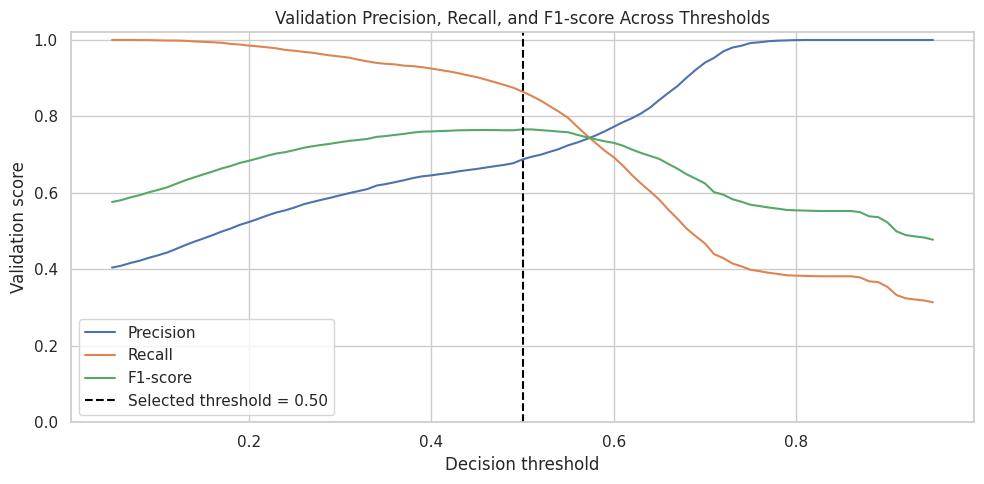 Validation Precision, Recall, and F1-score Across Thresholds
Validation score
1.0
0.8
0.6
0.4
0.2
0.0
Precision
Recall
F1-score
Selected threshold = 0.50
0.2 0.4 0.6 0.8
Decision threshold